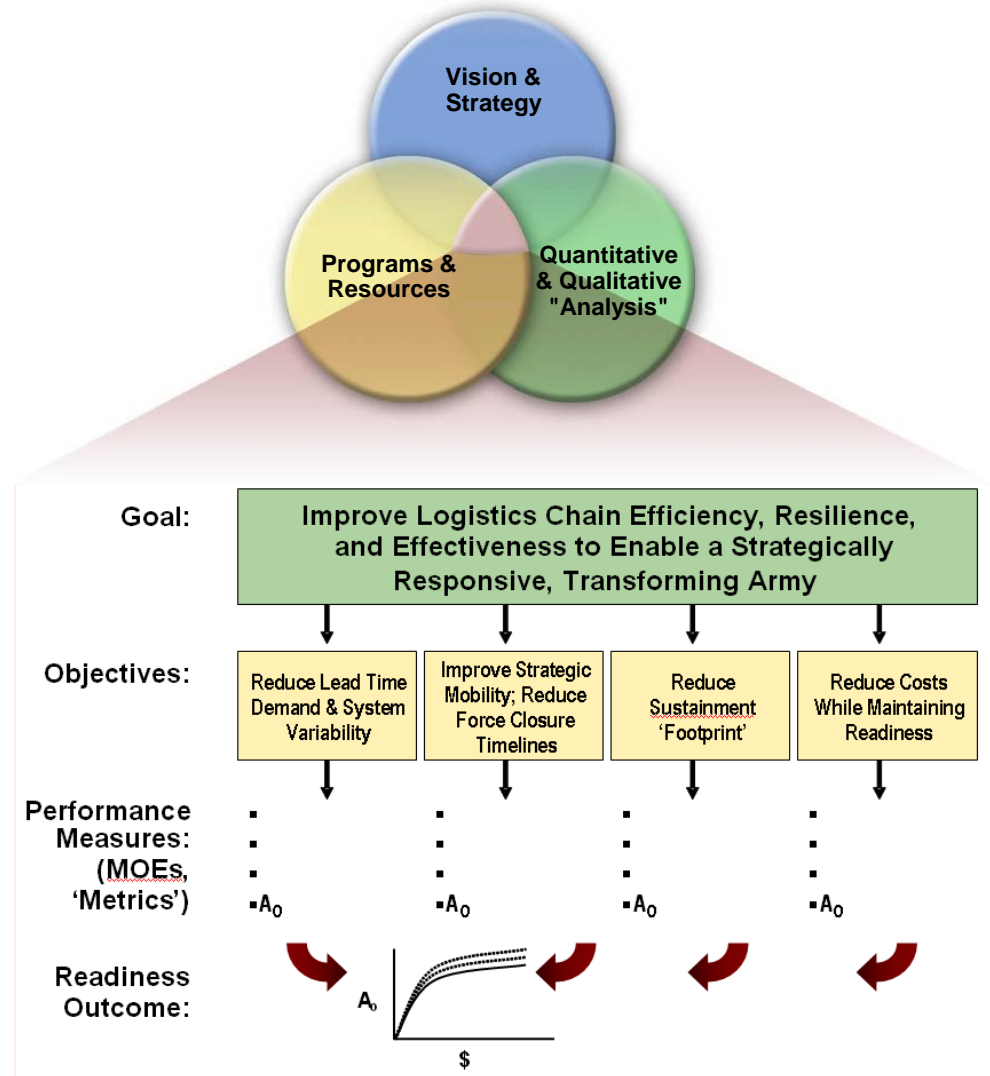 Vision &
Strategy
Programs &
Resources
Quantitative
& Qualitative
"Analysis"
Goal:
Improve Logistics Chain Efficiency, Resilience,
and Effectiveness to Enable a Strategically
Responsive, Transforming Army
Objectives:
Reduce Lead Time
Demand & System
Variability
Improve Strategic
Mobility; Reduce
Force Closure
Timelines
Reduce
Sustainment
‘Footprint’
Reduce Costs
While Maintaining
Readiness
Performance
Measures:
(MOEs,
‘Metrics’)
▪A₀
▪A₀
▪A₀
▪A₀
Readiness
Outcome:
A₀
$